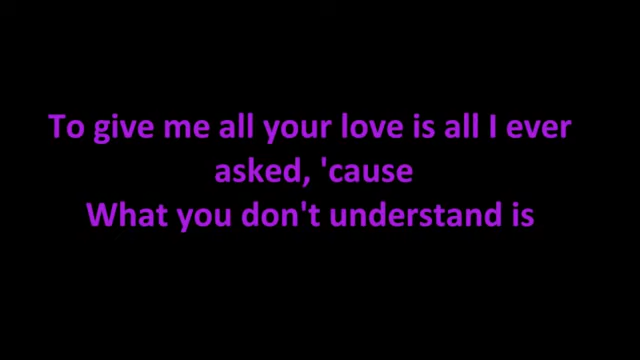 To give me all your love is all I ever
asked, 'cause
What you don't understand is